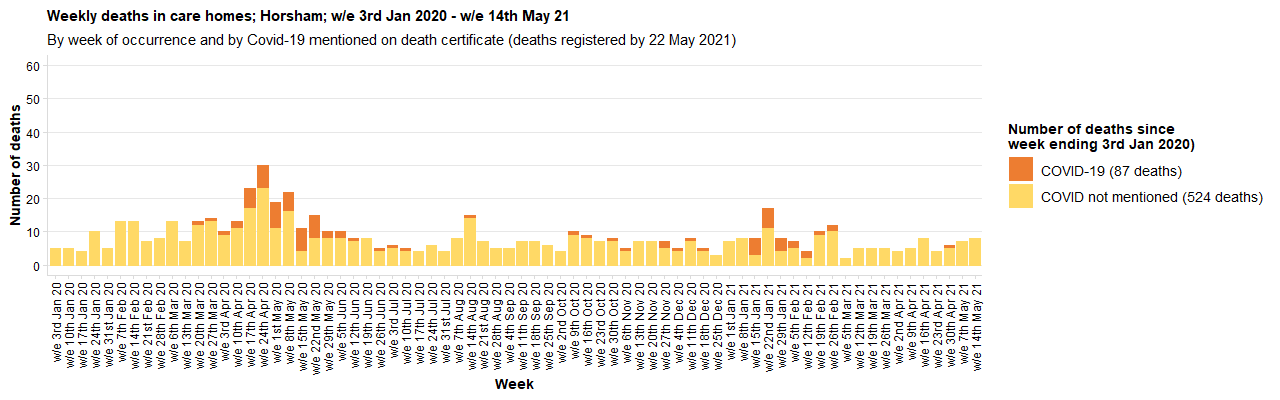 Weekly deaths in care homes; Horsham; w/e 3rd Jan 2020 - w/e 14th May 21
By week of occurrence and by Covid-19 mentioned on death certificate (deaths registered by 22 May 2021)
Number of deaths
60
50
40
30
20
10
0
w/e 3rd Jan 20
w/e 10th Jan 20
w/e 17th Jan 20
w/e 24th Jan 20
w/e 31st Jan 20
w/e 7th Feb 20
w/e 14th Feb 20
w/e 21st Feb 20
w/e 28th Feb 20
w/e 6th Mar 20
w/e 13th Mar 20
w/e 20th Mar 20
w/e 27th Mar 20
w/e 3rd Apr 20
w/e 10th Apr 20
w/e 17th Apr 20
w/e 24th Apr 20
w/e 1st May 20
w/e 8th May 20
w/e 15th May 20
w/e 22nd May 20
w/e 29th May 20
w/e 5th Jun 20
w/e 12th Jun 20
w/e 19th Jun 20
w/e 26th Jun 20
w/e 3rd Jul 20
w/e 10th Jul 20
w/e 17th Jul 20
w/e 24th Jul 20
w/e 31st Jul 20
w/e 7th Aug 20
w/e 14th Aug 20
w/e 21st Aug 20
w/e 28th Aug 20
w/e 4th Sep 20
w/e 11th Sep 20
w/e 18th Sep 20
w/e 25th Sep 20
w/e 2nd Oct 20
w/e 9th Oct 20
w/e 16th Oct 20
w/e 23rd Oct 20
w/e 30th Oct 20
w/e 6th Nov 20
w/e 13th Nov 20
w/e 20th Nov 20
w/e 27th Nov 20
w/e 4th Dec 20
w/e 11th Dec 20
w/e 18th Dec 20
w/e 25th Dec 20
w/e 1st Jan 21
w/e 8th Jan 21
w/e 15th Jan 21
w/e 22nd Jan 21
w/e 29th Jan 21
w/e 5th Feb 21
w/e 12th Feb 21
w/e 19th Feb 21
w/e 26th Feb 21
w/e 5th Mar 21
w/e 12th Mar 21
w/e 19th Mar 21
w/e 26th Mar 21
w/e 2nd Apr 21
w/e 9th Apr 21
w/e 16th Apr 21
w/e 23rd Apr 21
w/e 30th Apr 21
w/e 7th May 21
w/e 14th May 21
Week
Number of deaths since
week ending 3rd Jan 2020)
COVID-19 (87 deaths)
COVID not mentioned (524 deaths)